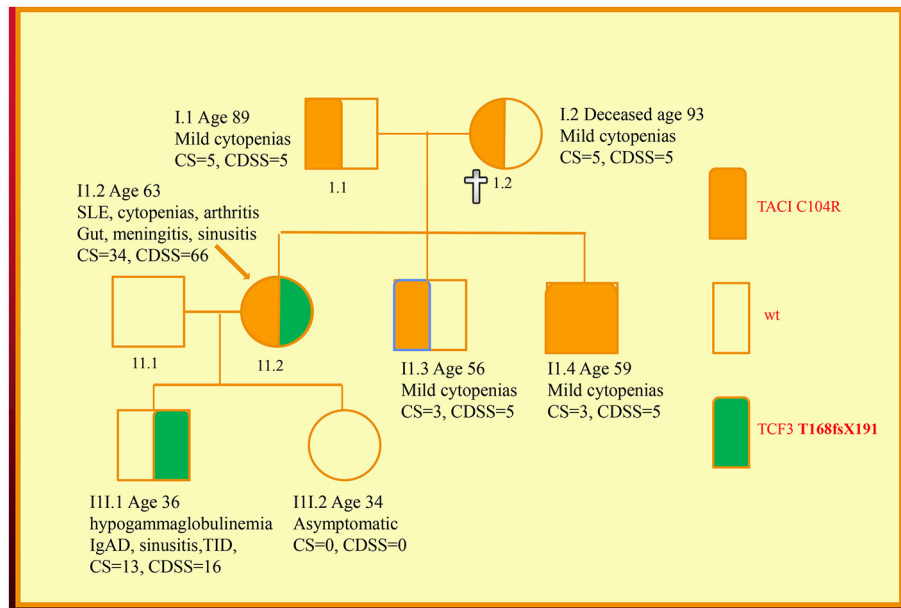 I.1 Age 89
Mild cytopenias
CS=5, CDSS=5
1.1
I.2 Deceased age 93
Mild cytopenias
CS=5, CDSS=5
1.2
I1.2 Age 63
SLE, cytopenias, arthritis
Gut, meningitis, sinusitis
CS=34, CDSS=66
TACI C104R
wt
TCF3 T168fsX191
11.1
11.2
I1.3 Age 56
Mild cytopenias
CS=3, CDSS=5
I1.4 Age 59
Mild cytopenias
CS=3, CDSS=5
I1I.1 Age 36
hypogammaglobulinemia
IgAD, sinusitis,TID,
CS=13, CDSS=16
I1I.2 Age 34
Asymptomatic
CS=0, CDSS=0